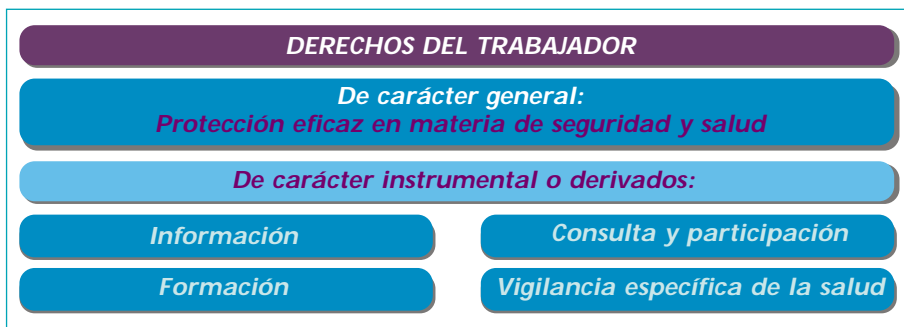 DERECHOS DEL TRABAJADOR
De carácter general:
Protección eficaz en materia de seguridad y salud
De carácter instrumental o derivados:
Información
Consulta y participación
Formación
Vigilancia específica de la salud